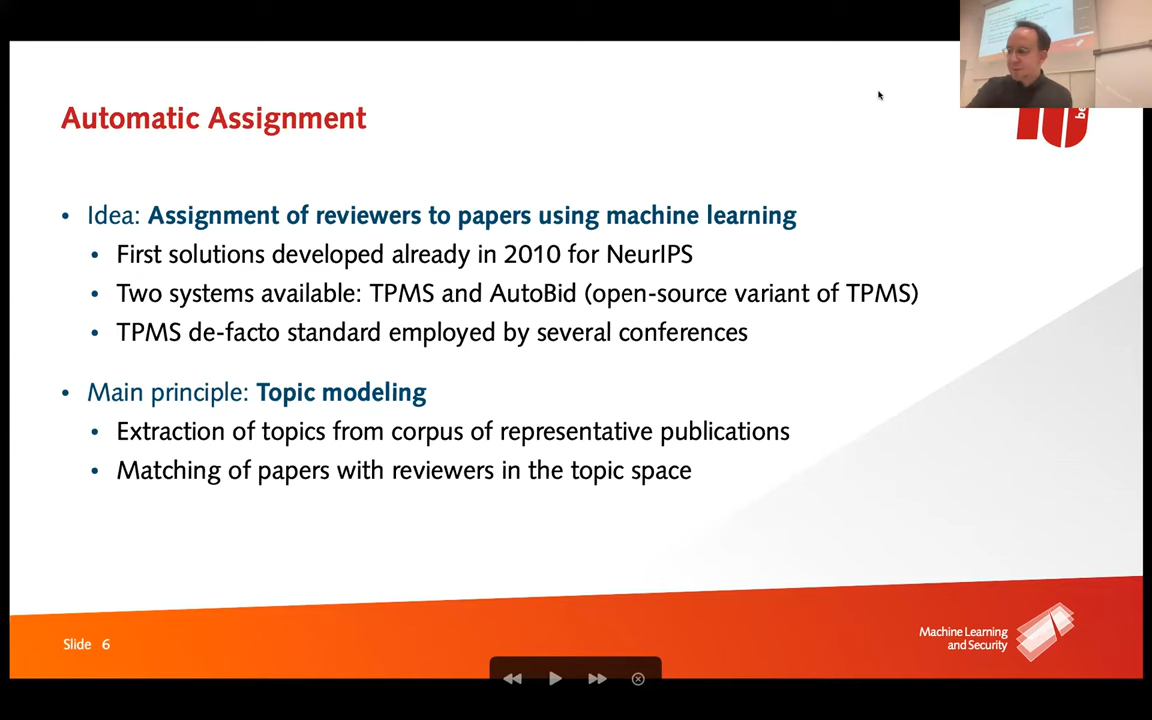 Automatic Assignment
• Idea: Assignment of reviewers to papers using machine learning
• First solutions developed already in 2010 for NeurIPS
• Two systems available: TPMS and AutoBid (open-source variant of TPMS)
• TPMS de-facto standard employed by several conferences
• Main principle: Topic modeling
• Extraction of topics from corpus of representative publications
• Matching of papers with reviewers in the topic space
Slide 6
Machine Learning
and Security